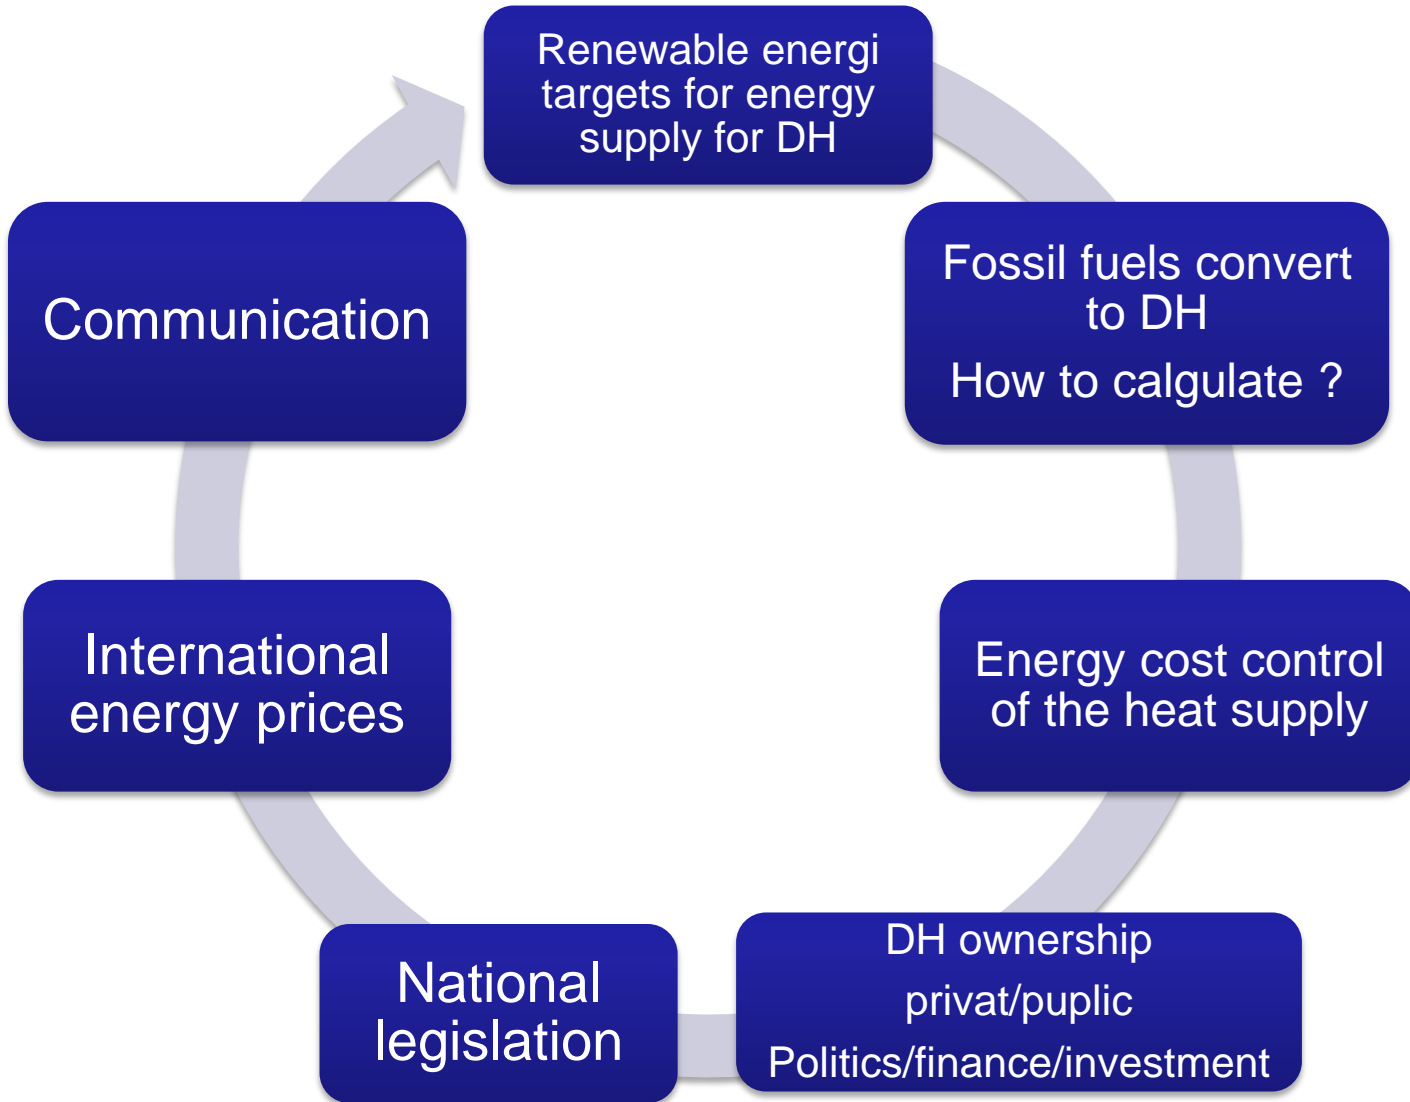 Renewable energi
targets for energy
supply for DH
Fossil fuels convert
to DH
How to calgulate ?
Energy cost control
of the heat supply
DH ownership
privat/puplic
Politics/finance/investment
National
legislation
International
energy prices
Communication